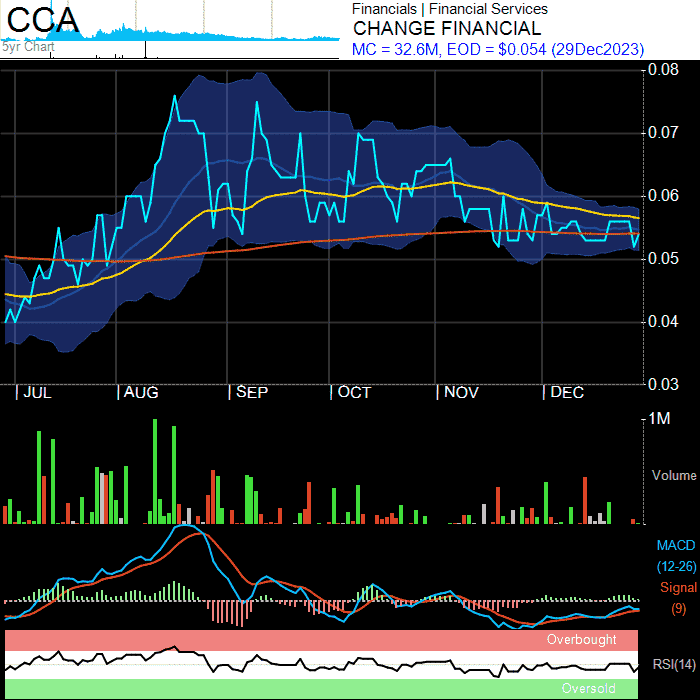 CCA
5yr Chart
Financials | Financial Services
CHANGE FINANCIAL
MC = 32.6M, EOD = $0.054 (29Dec2023)
0.08
0.07
0.06
0.05
0.04
0.03
JUL AUG SEP OCT NOV DEC
1M
Volume
MACD
(12-26)
Signal
(9)
Overbought
RSI(14)
Oversold